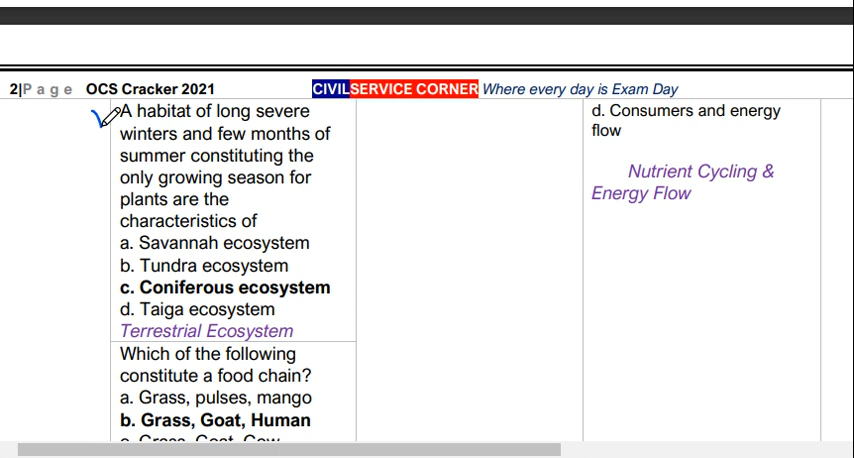 2|P a g e OCS Cracker 2021 CIVILSERVICE CORNER Where every day is Exam Day
A habitat of long severe
winters and few months of
summer constituting the
only growing season for
plants are the
characteristics of
a. Savannah ecosystem
b. Tundra ecosystem
c. Coniferous ecosystem
d. Taiga ecosystem
Terrestrial Ecosystem
Which of the following
constitute a food chain?
a. Grass, pulses, mango
b. Grass, Goat, Human
c. Grass, Goat, Cow
d. Consumers and energy
flow
Nutrient Cycling &
Energy Flow